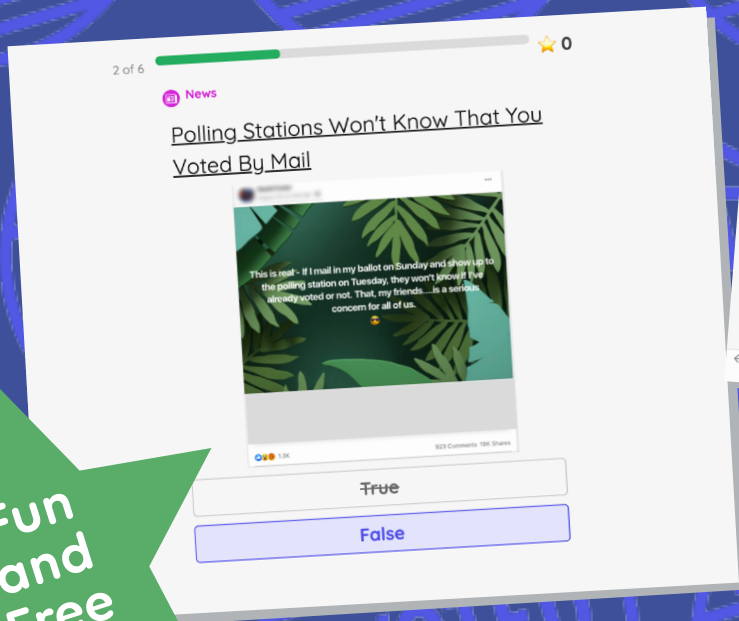 2 of 6
0
News
Polling Stations Won't Know That You
Voted By Mail
This is real - If I mail in my ballot on Sunday and show up to
the polling station on Tuesday, they won't know if I've
already voted or not. That, my friends....is a serious
concern for all of us.
1.3K
923 Comments 18K Shares
True
False
Fun
and
Free